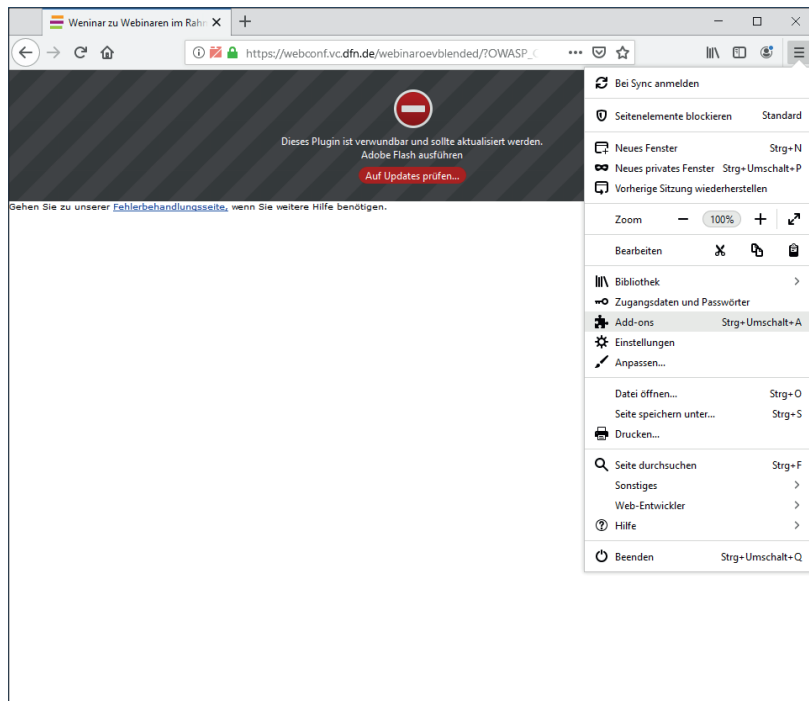 Weninar zu Webinaren im Rahm
https://webconf.vc.dfn.de/webinaroevblended/?OWASP_C
Dieses Plugin ist verwundbar und sollte aktualisiert werden.
Adobe Flash ausführen
Auf Updates prüfen...
Gehen Sie zu unserer Fehlerbehandlungsseite, wenn Sie weitere Hilfe benötigen.
Bei Sync anmelden
Seitenelemente blockieren Standard
Neues Fenster Strg+N
Neues privates Fenster Strg+Umschalt+P
Vorherige Sitzung wiederherstellen
Zoom 100%
Bearbeiten
Bibliothek
Zugangsdaten und Passwörter
Add-ons Strg+Umschalt+A
Einstellungen
Anpassen...
Datei öffnen... Strg+O
Seite speichern unter... Strg+S
Drucken...
Seite durchsuchen Strg+F
Sonstiges
Web-Entwickler
Hilfe
Beenden Strg+Umschalt+Q